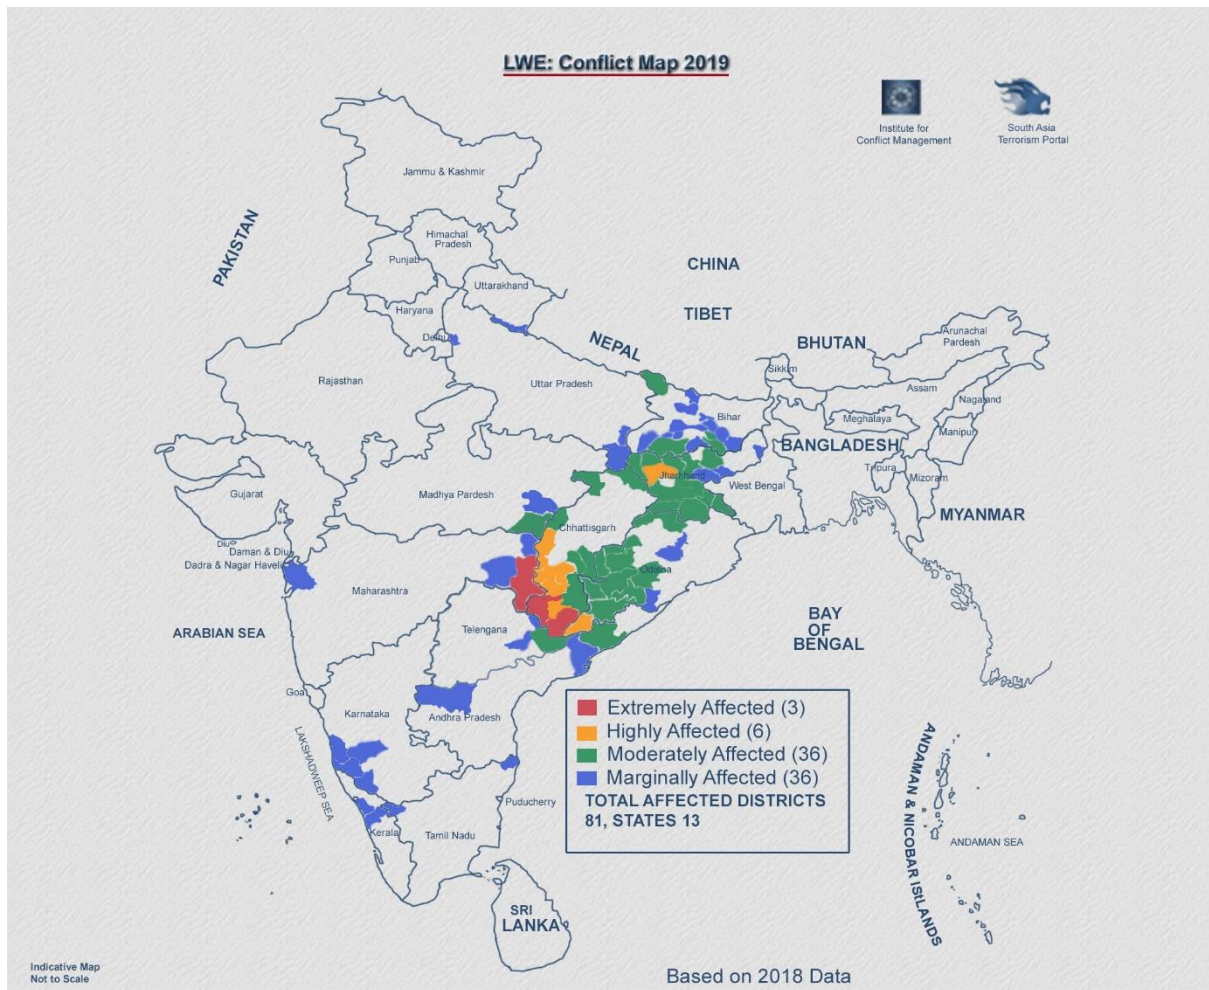 LWE: Conflict Map 2019
Institute for
Conflict Management
South Asia
Terrorism Portal
Jammu & Kashmir
PAKISTAN
Himachal
Pradesh
Punjab
CHINA
Uttarakhand
Haryana
TIBET
Delhi
NEPAL
BHUTAN
Arunachal
Pardesh
Sikkim
Rajasthan
Uttar Pradesh
Assam
Nagaland
Bihar
Meghalaya
Manipur
BANGLADESH
Tripura
Jharkhand
Mizoram
West Bengal
Gujarat
Madhya Pardesh
MYANMAR
Chhattisgarh
Diu
Daman & Diu
Dadra & Nagar Haveli
Odissa
Maharashtra
ARABIAN SEA
Telengana
BAY
OF
BENGAL
Goa
Karnataka
Andhra Pradesh
LAKSHADWEEP SEA
Extremely Affected (3)
Highly Affected (6)
Moderately Affected (36)
Marginally Affected (36)
TOTAL AFFECTED DISTRICTS
81, STATES 13
Puducherry
Kerala
Tamil Nadu
ANDAMAN & NICOBAR IStLANDS
ANDAMAN SEA
SRI
LANKA
Indicative Map
Not to Scale
Based on 2018 Data